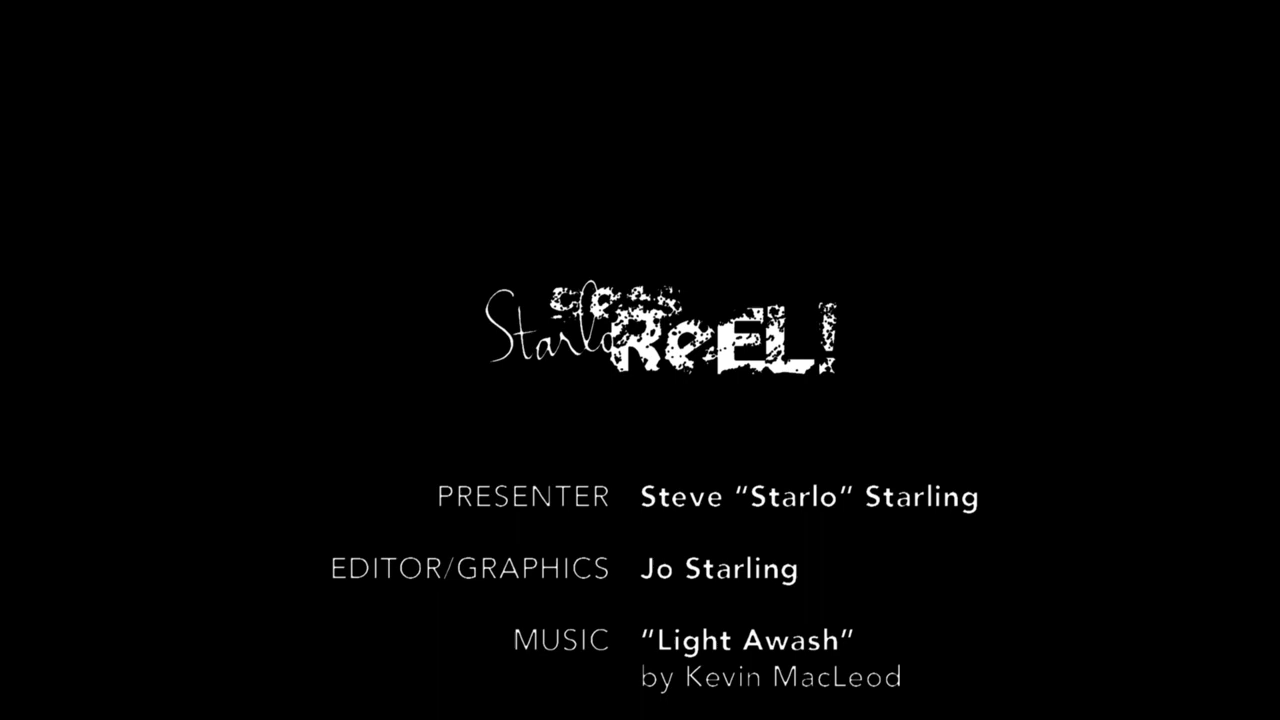 Starlo
ReEL!
PRESENTER Steve “Starlo” Starling
EDITOR/GRAPHICS Jo Starling
MUSIC “Light Awash”
by Kevin MacLeod